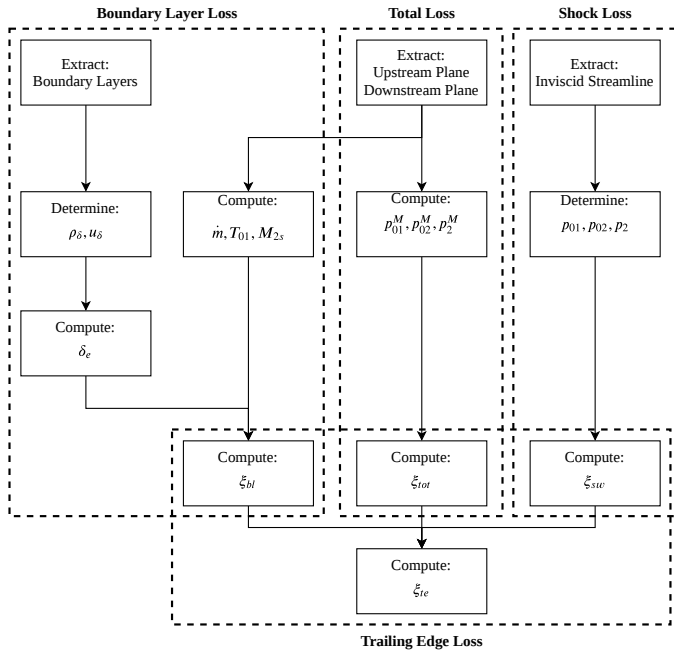 Boundary Layer Loss
Total Loss
Shock Loss
Extract:
Boundary Layers
Extract:
Upstream Plane
Downstream Plane
Extract:
Inviscid Streamline
Determine:
ρ_δ, u_δ
Compute:
ṁ, T_01, M_2s
Compute:
p_01^M, p_02^M, p_2^M
Determine:
p_01, p_02, p_2
Compute:
δ_e
Compute:
ξ_bl
Compute:
ξ_tot
Compute:
ξ_sw
Compute:
ξ_te
Trailing Edge Loss